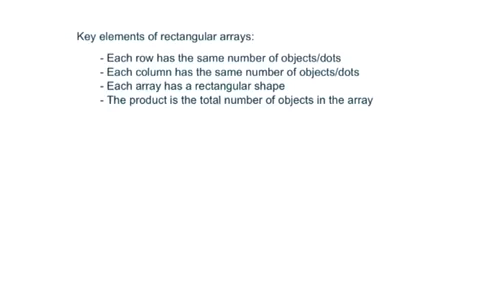 Key elements of rectangular arrays:
- Each row has the same number of objects/dots
- Each column has the same number of objects/dots
- Each array has a rectangular shape
- The product is the total number of objects in the array